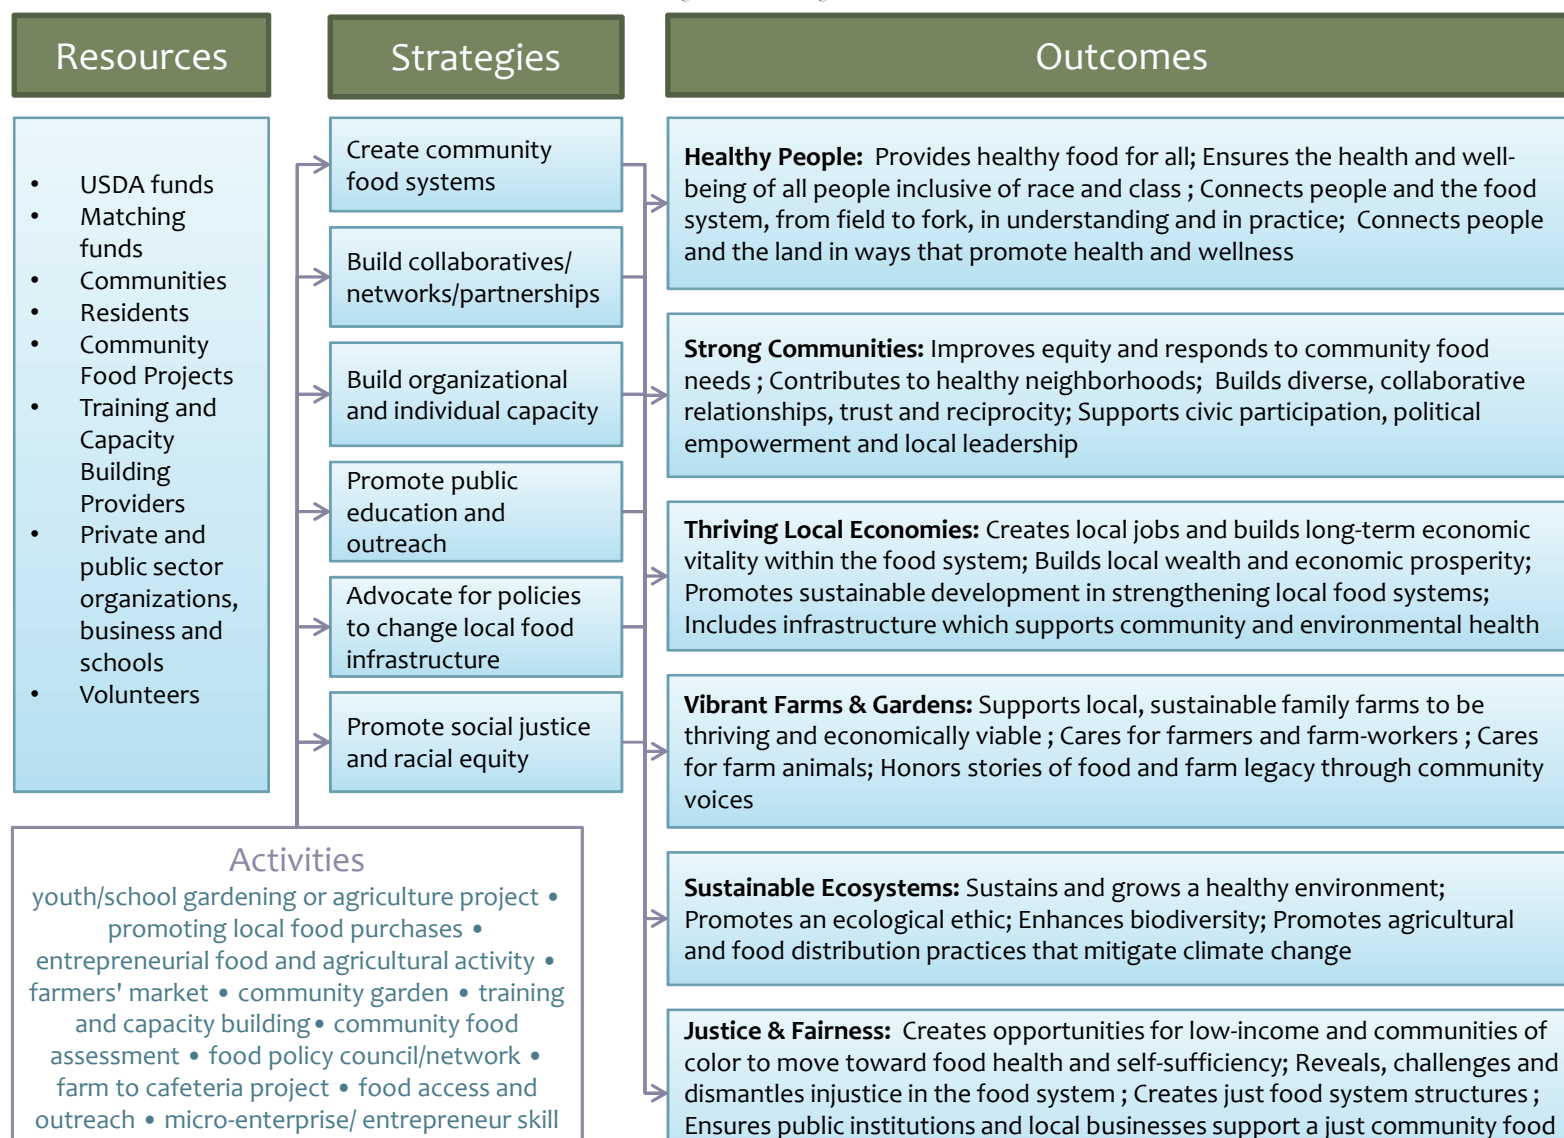 Resources
Strategies
Outcomes
• USDA funds
• Matching
funds
• Communities
• Residents
• Community
Food Projects
• Training and
Capacity
Building
Providers
• Private and
public sector
organizations,
business and
schools
• Volunteers
Create community
food systems
Build collaboratives/
networks/partnerships
Build organizational
and individual capacity
Promote public
education and
outreach
Advocate for policies
to change local food
infrastructure
Promote social justice
and racial equity
Healthy People: Provides healthy food for all; Ensures the health and well-
being of all people inclusive of race and class ; Connects people and the food
system, from field to fork, in understanding and in practice; Connects people
and the land in ways that promote health and wellness
Strong Communities: Improves equity and responds to community food
needs ; Contributes to healthy neighborhoods; Builds diverse, collaborative
relationships, trust and reciprocity; Supports civic participation, political
empowerment and local leadership
Thriving Local Economies: Creates local jobs and builds long-term economic
vitality within the food system; Builds local wealth and economic prosperity;
Promotes sustainable development in strengthening local food systems;
Includes infrastructure which supports community and environmental health
Vibrant Farms & Gardens: Supports local, sustainable family farms to be
thriving and economically viable ; Cares for farmers and farm-workers ; Cares
for farm animals; Honors stories of food and farm legacy through community
voices
Sustainable Ecosystems: Sustains and grows a healthy environment;
Promotes an ecological ethic; Enhances biodiversity; Promotes agricultural
and food distribution practices that mitigate climate change
Justice & Fairness: Creates opportunities for low-income and communities of
color to move toward food health and self-sufficiency; Reveals, challenges and
dismantles injustice in the food system ; Creates just food system structures ;
Ensures public institutions and local businesses support a just community food
Activities
youth/school gardening or agriculture project •
promoting local food purchases •
entrepreneurial food and agricultural activity •
farmers' market • community garden • training
and capacity building• community food
assessment • food policy council/network •
farm to cafeteria project • food access and
outreach • micro-enterprise/ entrepreneur skill